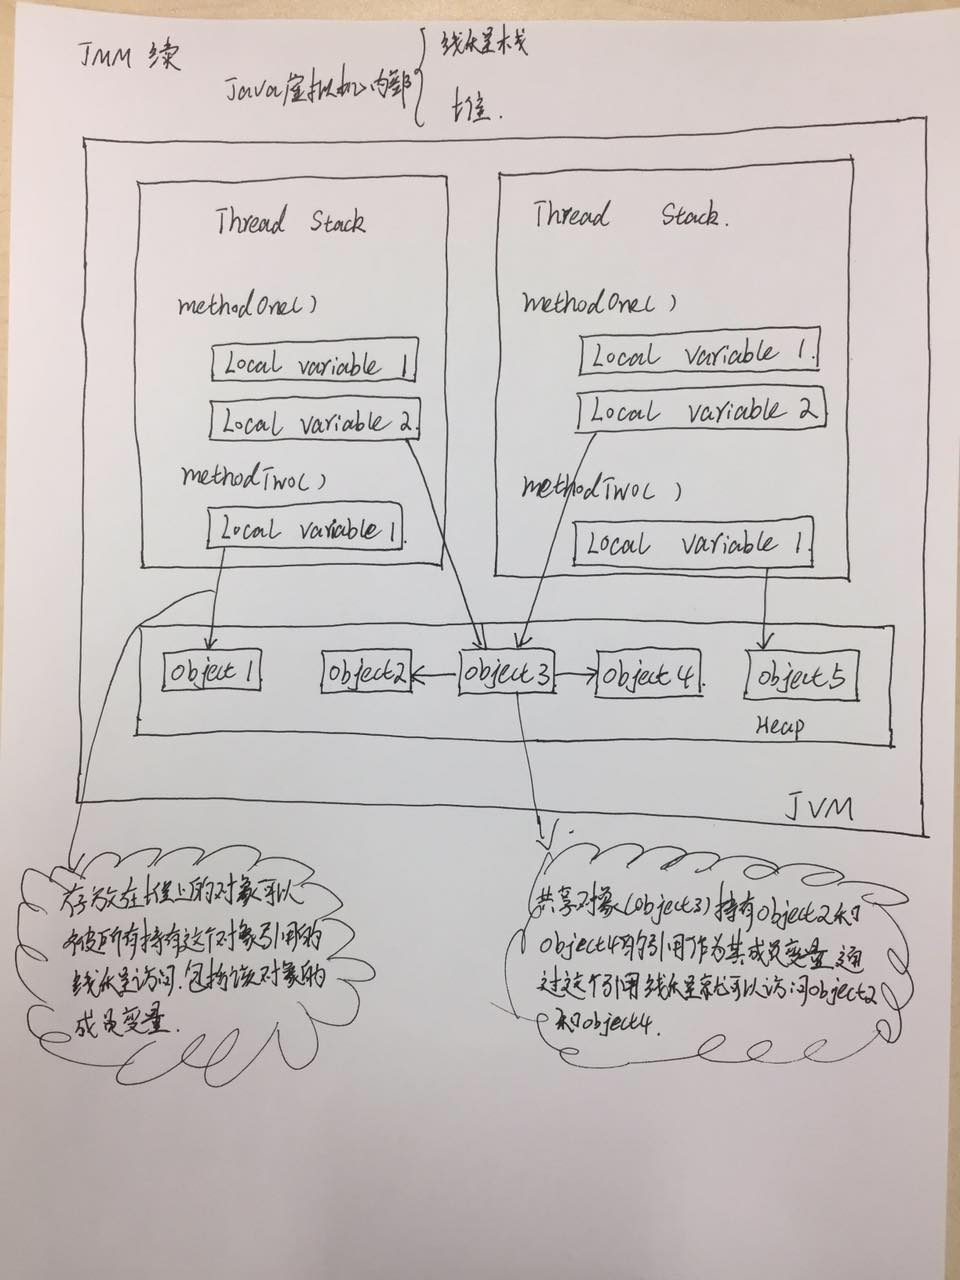 JMM 续
Java虚拟机内部
线程栈
堆.
Thread Stack
methodOne()
Local variable 1
Local variable 2
methodTwo()
Local variable 1
Thread Stack.
methodOne()
Local variable 1.
Local variable 2
methodTwo()
Local variable 1.
object1
object2
object3
object4.
object5
Heap
JVM
存放在堆上的对象可以
被所有持有这个对象引用的
线程访问.包括该对象的
成员变量.
共享对象(object3)持有object2和
object4的引用作为其成员变量,通
过这个引用线程就可以访问object2
和object4.